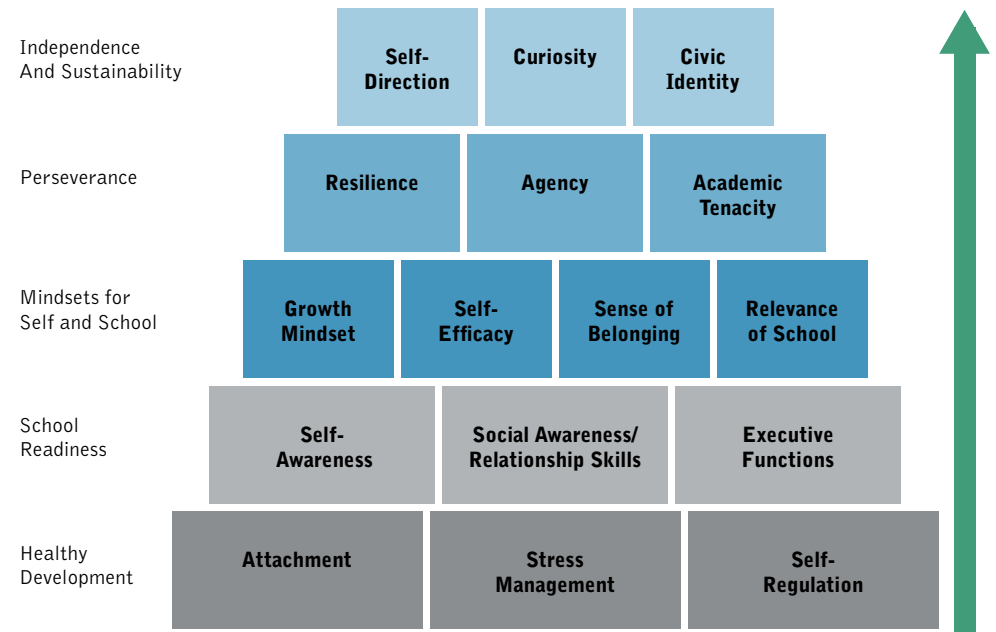 Independence
And Sustainability
Self-
Direction
Curiosity
Civic
Identity
Perseverance
Resilience
Agency
Academic
Tenacity
Mindsets for
Self and School
Growth
Mindset
Self-
Efficacy
Sense of
Belonging
Relevance
of School
School
Readiness
Self-
Awareness
Social Awareness/
Relationship Skills
Executive
Functions
Healthy
Development
Attachment
Stress
Management
Self-
Regulation